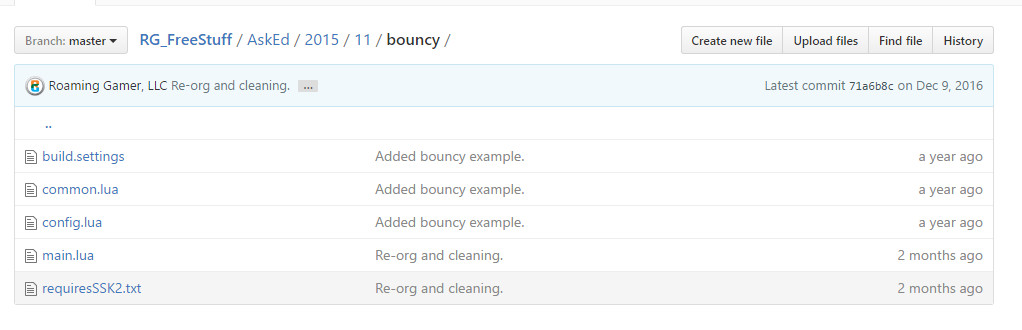 Branch: master RG_FreeStuff / AskEd / 2015 / 11 / bouncy / Create new file Upload files Find file History
Roaming Gamer, LLC Re-org and cleaning. ... Latest commit 71a6b8c on Dec 9, 2016
..
build.settings Added bouncy example. a year ago
common.lua Added bouncy example. a year ago
config.lua Added bouncy example. a year ago
main.lua Re-org and cleaning. 2 months ago
requiresSSK2.txt Re-org and cleaning. 2 months ago